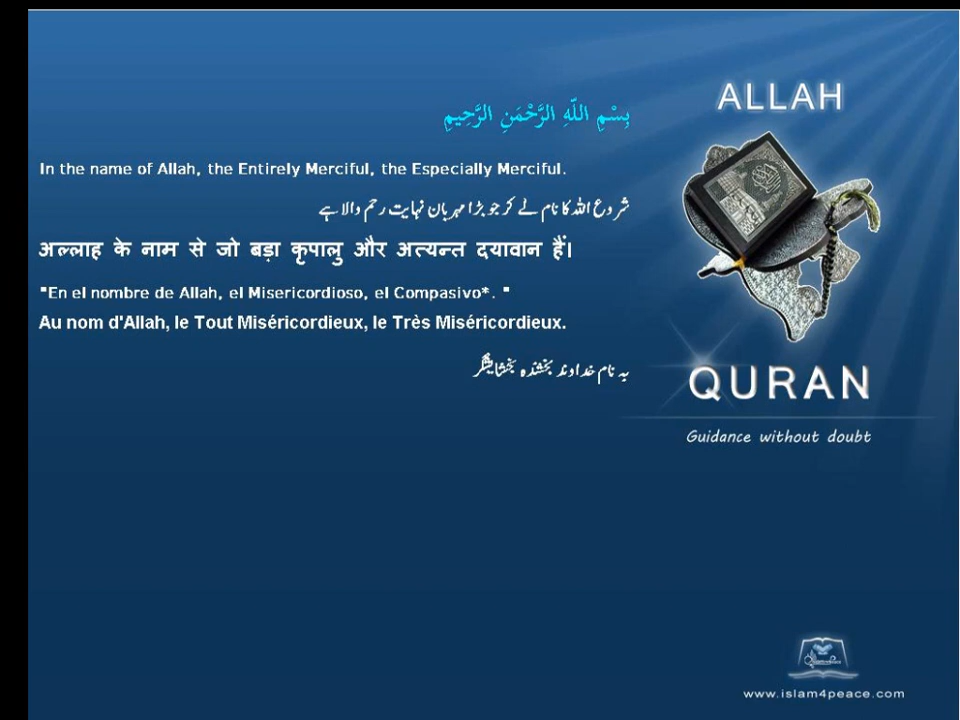 بِسْمِ اللَّهِ الرَّحْمَنِ الرَّحِيمِ
In the name of Allah, the Entirely Merciful, the Especially Merciful.
شروع الله کا نام لے کر جو بڑا مہربان نہایت رحم والا ہے
अल्लाह के नाम से जो बड़ा कृपालु और अत्यन्त दयावान हैं।
"En el nombre de Allah, el Misericordioso, el Compasivo*. "
Au nom d'Allah, le Tout Miséricordieux, le Très Miséricordieux.
به نام خداوند بخشنده بخشایشگر
ALLAH
QURAN
Guidance without doubt
www.islam4peace.com